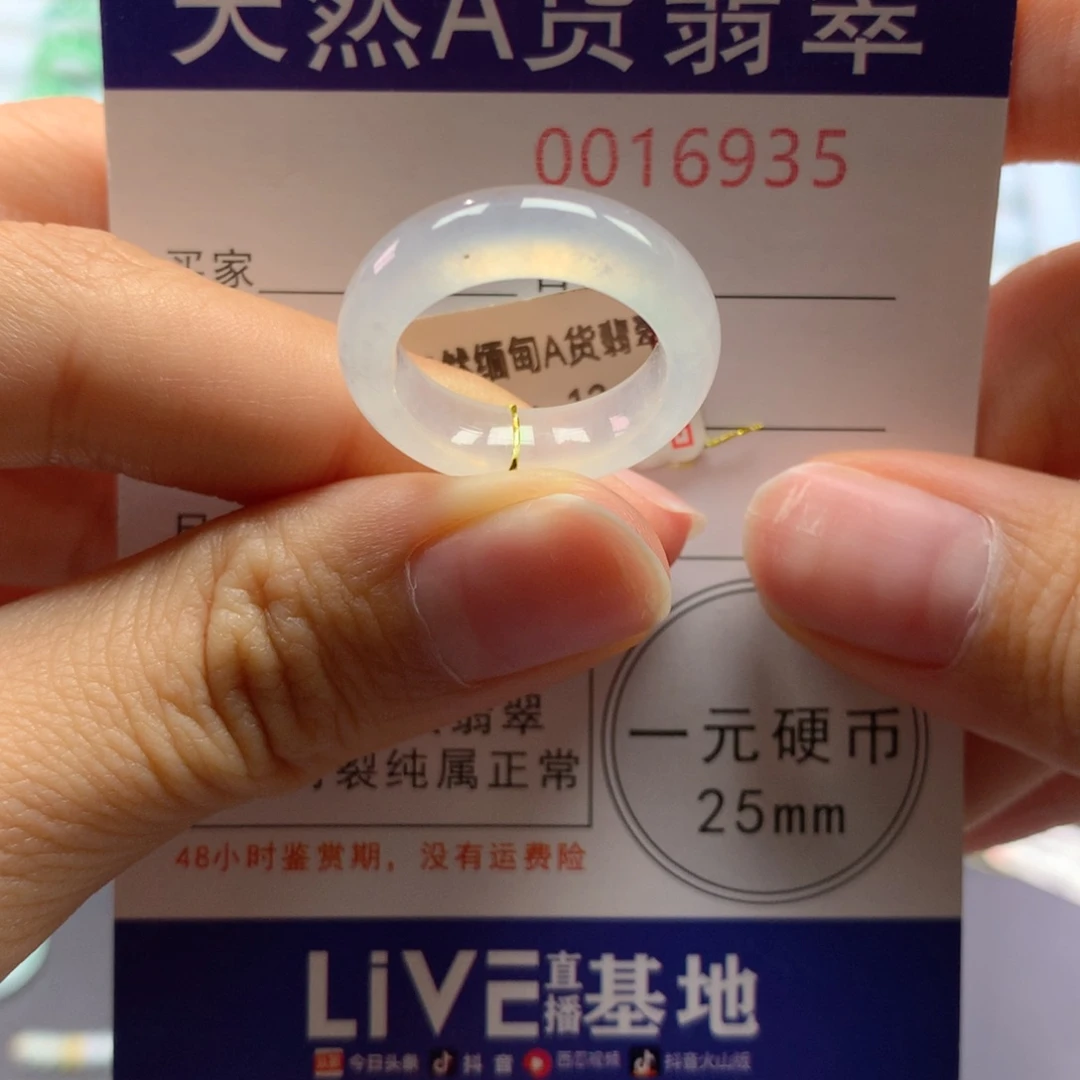 天然A货翡翠
0016935
买家
缅甸A货翡翠
12
翡翠
裂纯属正常
一元硬币
25mm
48小时鉴赏期，没有运费险
LiVE直播基地
今日头条 抖音 西瓜视频 抖音火山版